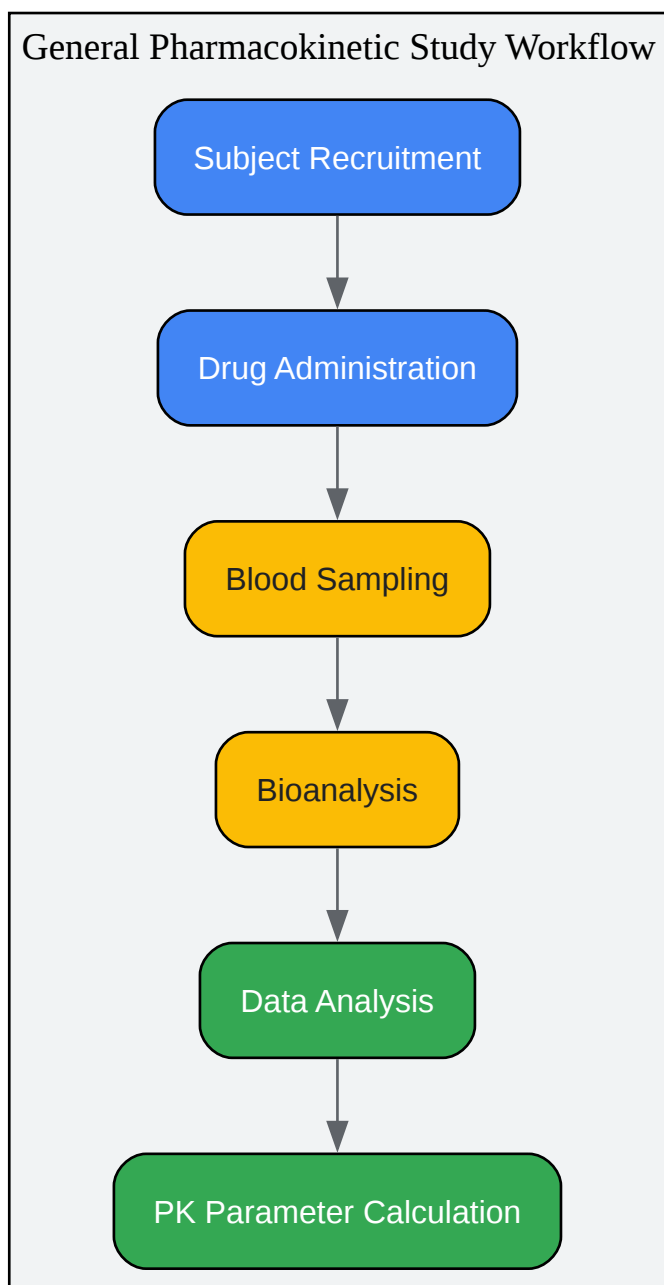 General Pharmacokinetic Study Workflow
Subject Recruitment
Drug Administration
Blood Sampling
Bioanalysis
Data Analysis
PK Parameter Calculation